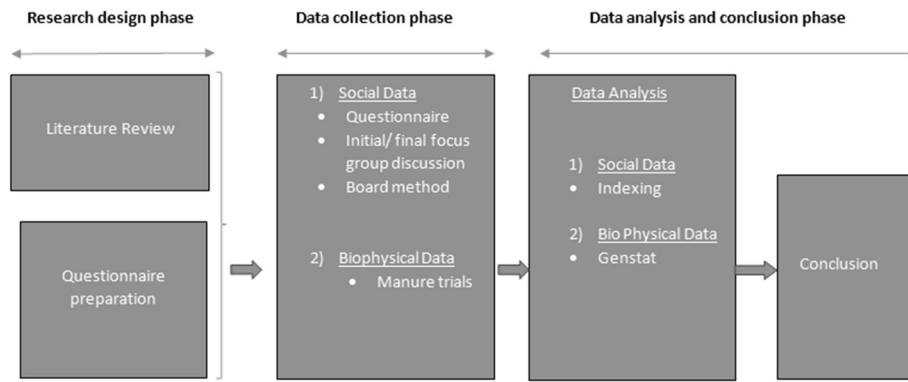 Research design phase
Data collection phase
Data analysis and conclusion phase
Literature Review
Questionnaire
preparation
1) Social Data
• Questionnaire
• Initial/ final focus
group discussion
• Board method
2) Biophysical Data
• Manure trials
Data Analysis
1) Social Data
• Indexing
2) Bio Physical Data
• Genstat
Conclusion